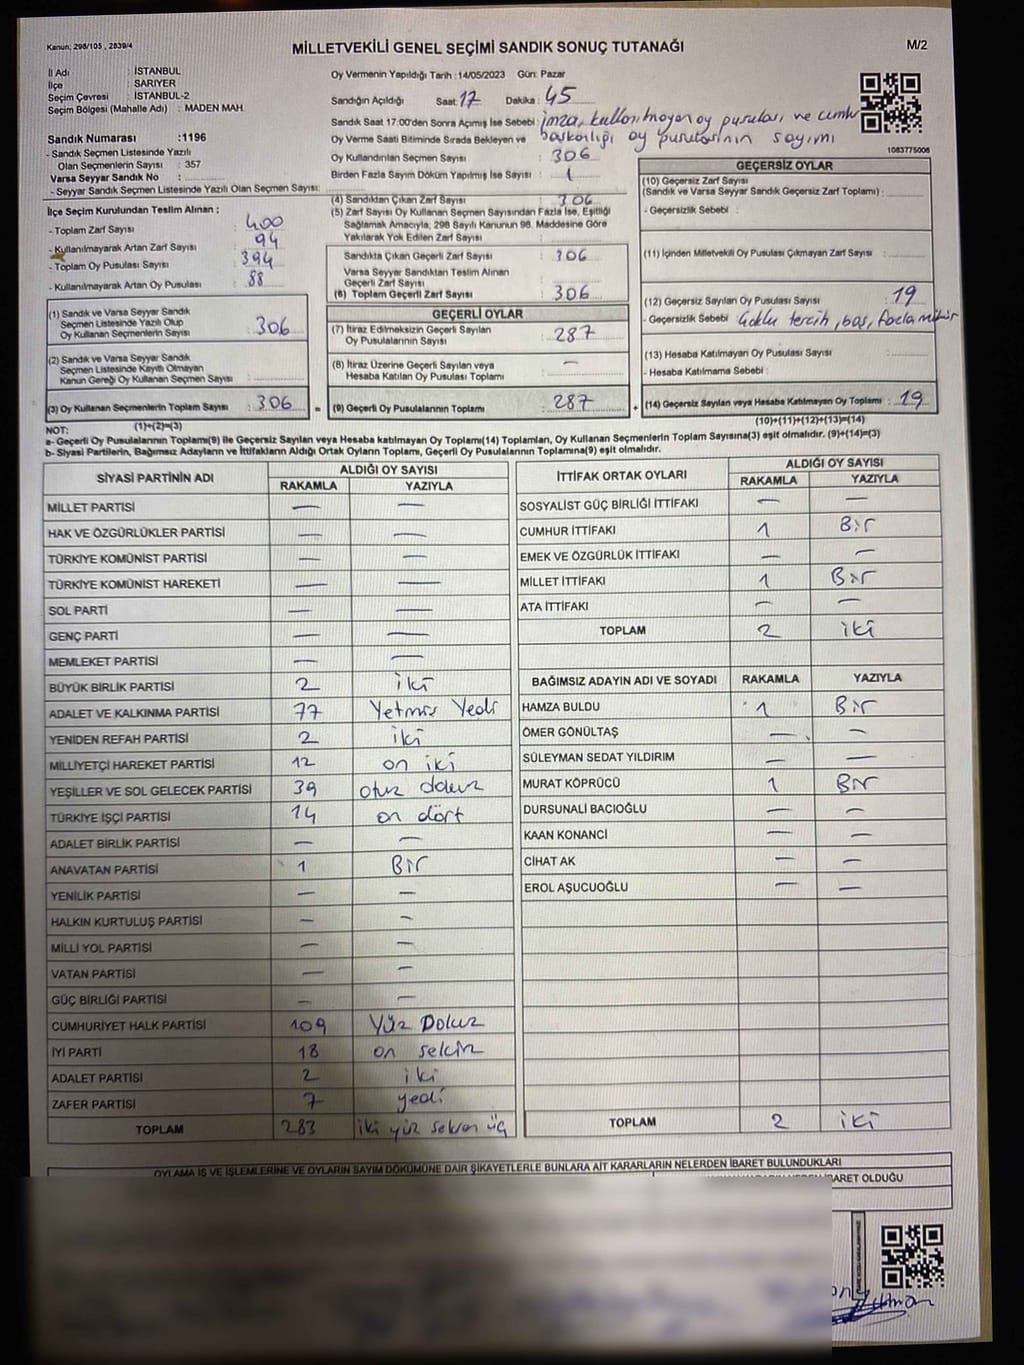 Kanun: 298/105 , 2839/4
MİLLETVEKİLİ GENEL SEÇİMİ SANDIK SONUÇ TUTANAĞI
M/2
İl Adı : İSTANBUL
İlçe : SARIYER
Seçim Çevresi : İSTANBUL-2
Seçim Bölgesi (Mahalle Adı) : MADEN MAH.
Sandık Numarası :1196
- Sandık Seçmen Listesinde Yazılı
Olan Seçmenlerin Sayısı : 357
Varsa Seyyar Sandık No :
- Seyyar Sandık Seçmen Listesinde Yazılı Olan Seçmen Sayısı:
Oy Vermenin Yapıldığı Tarih :14/05/2023 Gün: Pazar
Sandığın Açıldığı Saat: 17 Dakika : 45
Sandık Saat 17:00'den Sonra Açımış İse Sebebi : İmza, kullanılmayan oy pusulası ve cumhur
başkanlığı oy pusulasının sayımı
Oy Verme Saati Bitiminde Sırada Bekleyen ve
Oy Kullandırılan Seçmen Sayısı : 306
Birden Fazla Sayım Döküm Yapılmış İse Sayısı : 1
1083775006
İlçe Seçim Kurulundan Teslim Alınan :
- Toplam Zarf Sayısı : 400
- Kullanılmayarak Artan Zarf Sayısı : 94
- Toplam Oy Pusulası Sayısı : 394
- Kullanılmayarak Artan Oy Pusulası : 88
(1) Sandık ve Varsa Seyyar Sandık
Seçmen Listesinde Yazılı Olup
Oy Kullanan Seçmenlerin Sayısı : 306
(2) Sandık ve Varsa Seyyar Sandık
Seçmen Listesinde Kayıtlı Olmayan
Kanun Gereği Oy Kullanan Seçmen Sayısı :
(3) Oy Kullanan Seçmenlerin Toplam Sayısı : 306
(1)+(2)=(3)
(4) Sandıktan Çıkan Zarf Sayısı : 306
(5) Zarf Sayısı Oy Kullanan Seçmen Sayısından Fazla İse, Eşitliği
Sağlamak Amacıyla, 298 Sayılı Kanunun 98. Maddesine Göre
Yakılarak Yok Edilen Zarf Sayısı :
Sandıkta Çıkan Geçerli Zarf Sayısı : 306
Varsa Seyyar Sandıktan Teslim Alınan
Geçerli Zarf Sayısı :
(6) Toplam Geçerli Zarf Sayısı : 306
GEÇERLİ OYLAR
(7) İtiraz Edilmeksizin Geçerli Sayılan
Oy Pusulasının Sayısı : 287
(8) İtiraz Üzerine Geçerli Sayılan veya
Hesaba Katılan Oy Pusulası Toplamı : —
= (9) Geçerli Oy Pusulalarının Toplamı : 287 +
GEÇERSİZ OYLAR
(10) Geçersiz Zarf Sayısı
(Sandık ve Varsa Seyyar Sandık Geçersiz Zarf Toplamı) :
- Geçersizlik Sebebi :
(11) İçinden Milletvekili Oy Pusulası Çıkmayan Zarf Sayısı :
(12) Geçersiz Sayılan Oy Pusulası Sayısı : 19
- Geçersizlik Sebebi : Çoklu tercih, boş, fazla mühür
(13) Hesaba Katılmayan Oy Pusulası Sayısı :
- Hesaba Katılmama Sebebi :
(14) Geçersiz Sayılan veya Hesaba Katılmayan Oy Toplamı : 19
(10)+(11)+(12)+(13)=(14)
NOT:
a- Geçerli Oy Pusulalarının Toplamı(9) ile Geçersiz Sayılan veya Hesaba katılmayan Oy Toplamı(14) Toplamları, Oy Kullanan Seçmenlerin Toplam Sayısına(3) eşit olmalıdır. (9)+(14)=(3)
b- Siyasi Partilerin, Bağımsız Adayların ve İttifakların Aldığı Ortak Oyların Toplamı, Geçerli Oy Pusulalarının Toplamına(9) eşit olmalıdır.
SİYASİ PARTİNİN ADI ALDIĞI OY SAYISI
RAKAMLA YAZIYLA
MİLLET PARTİSİ — —
HAK VE ÖZGÜRLÜKLER PARTİSİ — —
TÜRKİYE KOMÜNİST PARTİSİ — —
TÜRKİYE KOMÜNİST HAREKETİ — —
SOL PARTİ — —
GENÇ PARTİ — —
MEMLEKET PARTİSİ — —
BÜYÜK BİRLİK PARTİSİ 2 iki
ADALET VE KALKINMA PARTİSİ 77 Yetmiş Yedi
YENİDEN REFAH PARTİSİ 2 iki
MİLLİYETÇİ HAREKET PARTİSİ 12 on iki
YEŞİLLER VE SOL GELECEK PARTİSİ 39 otuz dokuz
TÜRKİYE İŞÇİ PARTİSİ 14 on dört
ADALET BİRLİK PARTİSİ — —
ANAVATAN PARTİSİ 1 Bir
YENİLİK PARTİSİ — —
HALKIN KURTULUŞ PARTİSİ — —
MİLLİ YOL PARTİSİ — —
VATAN PARTİSİ — —
GÜÇ BİRLİĞİ PARTİSİ — —
CUMHURİYET HALK PARTİSİ 109 Yüz Dokuz
İYİ PARTİ 18 on sekiz
ADALET PARTİSİ 2 iki
ZAFER PARTİSİ 7 yedi
TOPLAM 283 iki yüz seksen üç
İTTİFAK ORTAK OYLARI ALDIĞI OY SAYISI
RAKAMLA YAZIYLA
SOSYALİST GÜÇ BİRLİĞİ İTTİFAKI — —
CUMHUR İTTİFAKI 1 Bir
EMEK VE ÖZGÜRLÜK İTTİFAKI — —
MİLLET İTTİFAKI 1 Bir
ATA İTTİFAKI — —
TOPLAM 2 iki
BAĞIMSIZ ADAYIN ADI VE SOYADI RAKAMLA YAZIYLA
HAMZA BULDU 1 Bir
ÖMER GÖNÜLTAŞ — —
SÜLEYMAN SEDAT YILDIRIM — —
MURAT KÖPRÜCÜ 1 Bir
DURSUNALİ BACIOĞLU — —
KAAN KONANCİ — —
CİHAT AK — —
EROL AŞUCUOĞLU — —
TOPLAM 2 iki
OYLAMA İŞ VE İŞLEMLERİNE VE OYLARIN SAYIM DÖKÜMÜNE DAİR ŞİKAYETLERLE BUNLARA AİT KARARLARIN NELERDEN İBARET BULUNDUKLARI
İBARET OLDUĞU